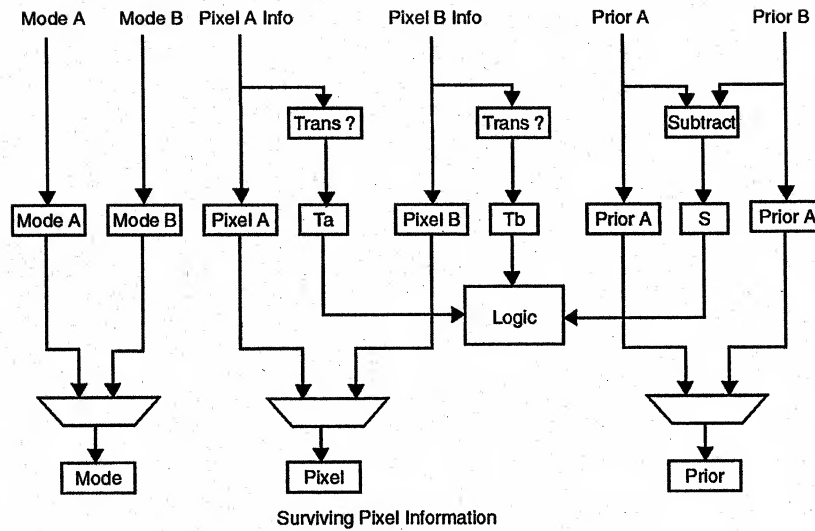 Mode A Mode B Pixel A Info Pixel B Info Prior A Prior B
Trans ? Trans ? Subtract
Mode A Mode B Pixel A Ta Pixel B Tb Prior A S Prior A
Logic
Mode Pixel Prior
Surviving Pixel Information